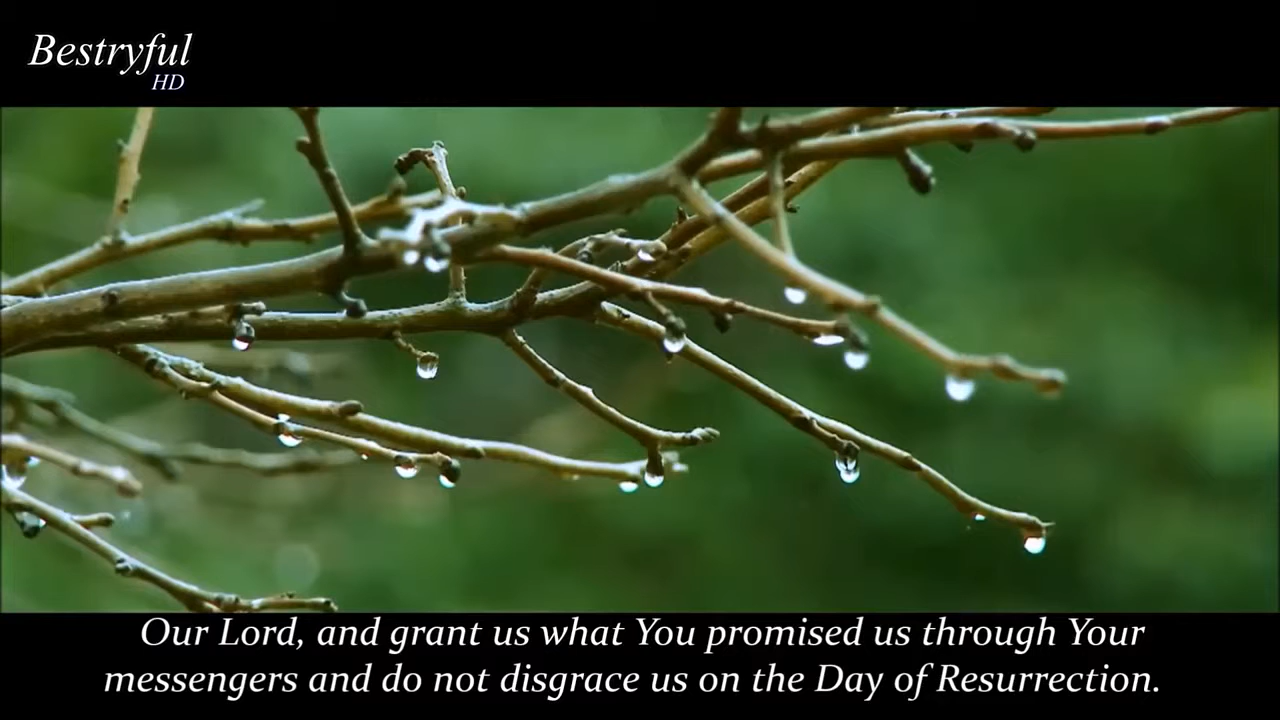 Bestryful
HD
Our Lord, and grant us what You promised us through Your
messengers and do not disgrace us on the Day of Resurrection.